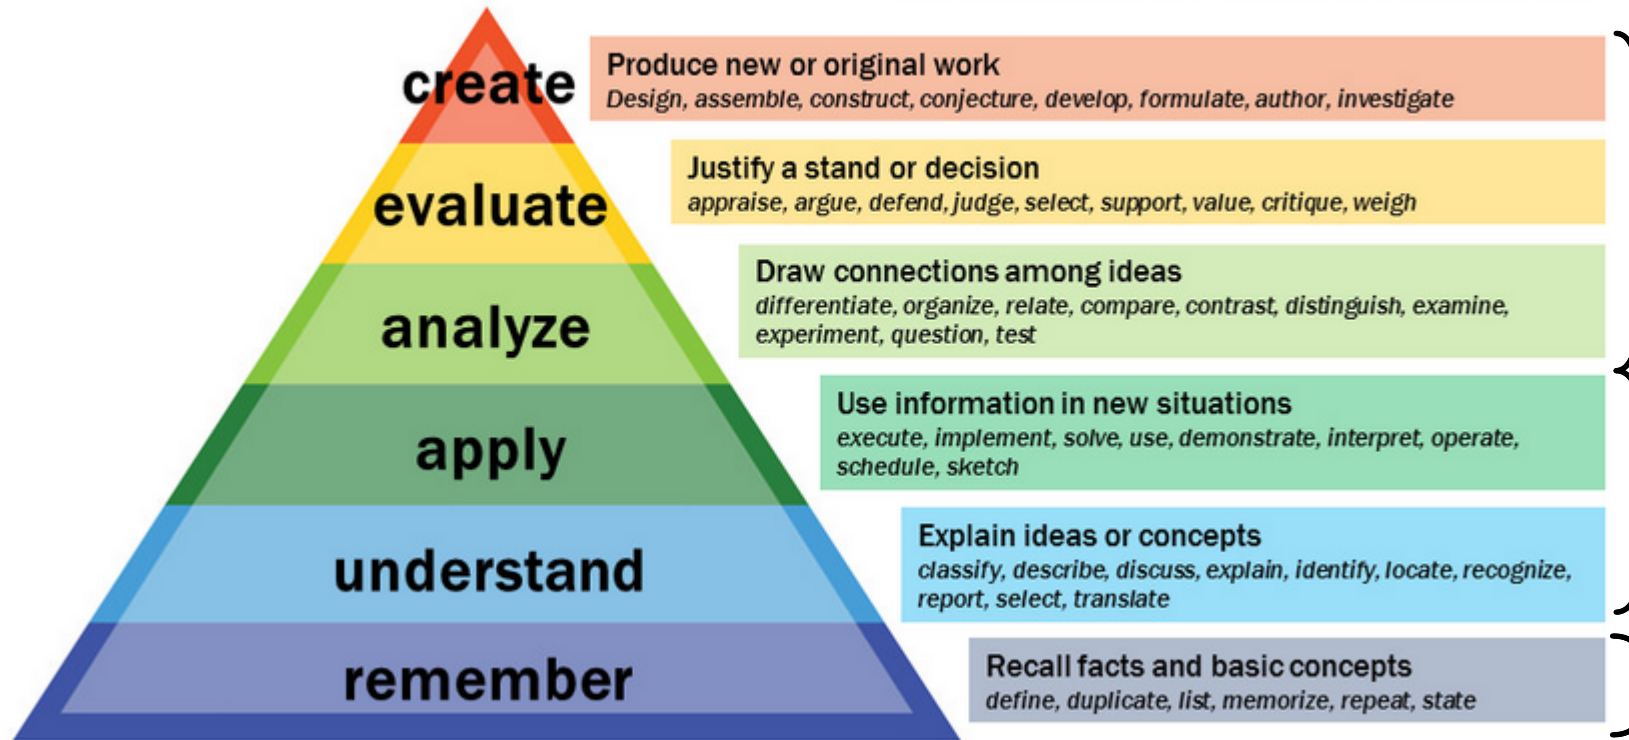 create
Produce new or original work
Design, assemble, construct, conjecture, develop, formulate, author, investigate
evaluate
Justify a stand or decision
appraise, argue, defend, judge, select, support, value, critique, weigh
analyze
Draw connections among ideas
differentiate, organize, relate, compare, contrast, distinguish, examine,
experiment, question, test
apply
Use information in new situations
execute, implement, solve, use, demonstrate, interpret, operate,
schedule, sketch
understand
Explain ideas or concepts
classify, describe, discuss, explain, identify, locate, recognize,
report, select, translate
remember
Recall facts and basic concepts
define, duplicate, list, memorize, repeat, state